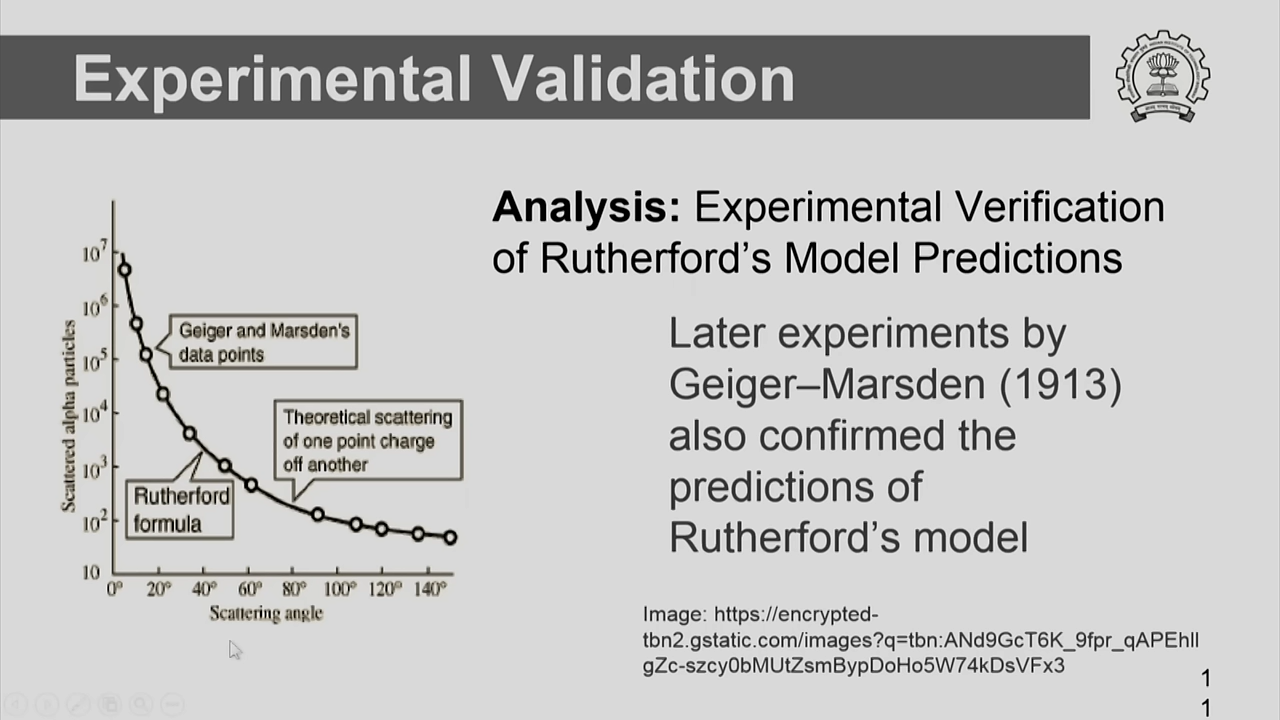 Experimental Validation
Analysis: Experimental Verification
of Rutherford's Model Predictions
Later experiments by
Geiger–Marsden (1913)
also confirmed the
predictions of
Rutherford's model
Scattered alpha particles
10⁷
10⁶
10⁵
10⁴
10³
10²
10
0° 20° 40° 60° 80° 100° 120° 140°
Scattering angle
Geiger and Marsden's
data points
Theoretical scattering
of one point charge
off another
Rutherford
formula
Image: https://encrypted-
tbn2.gstatic.com/images?q=tbn:ANd9GcT6K_9fpr_qAPEhIl
gZc-szcy0bMUtZsmBypDoHo5W74kDsVFx3
1
1